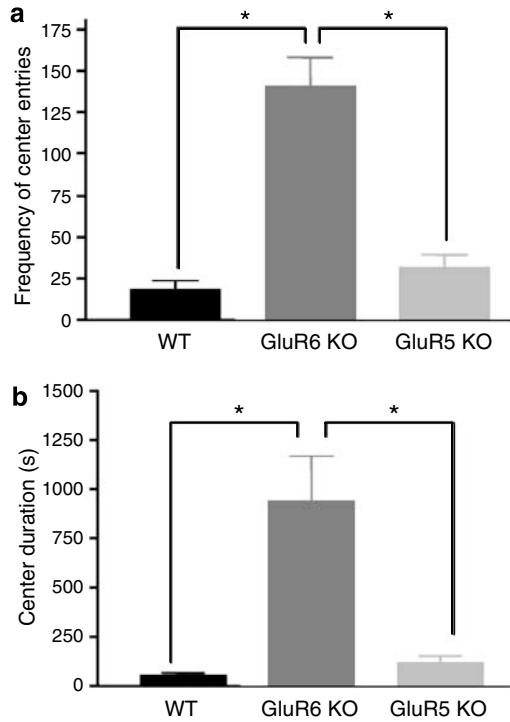 a
Frequency of center entries
175
150
125
100
75
50
25
0
* *
WT GluR6 KO GluR5 KO
b
Center duration (s)
1500
1250
1000
750
500
250
0
* *
WT GluR6 KO GluR5 KO